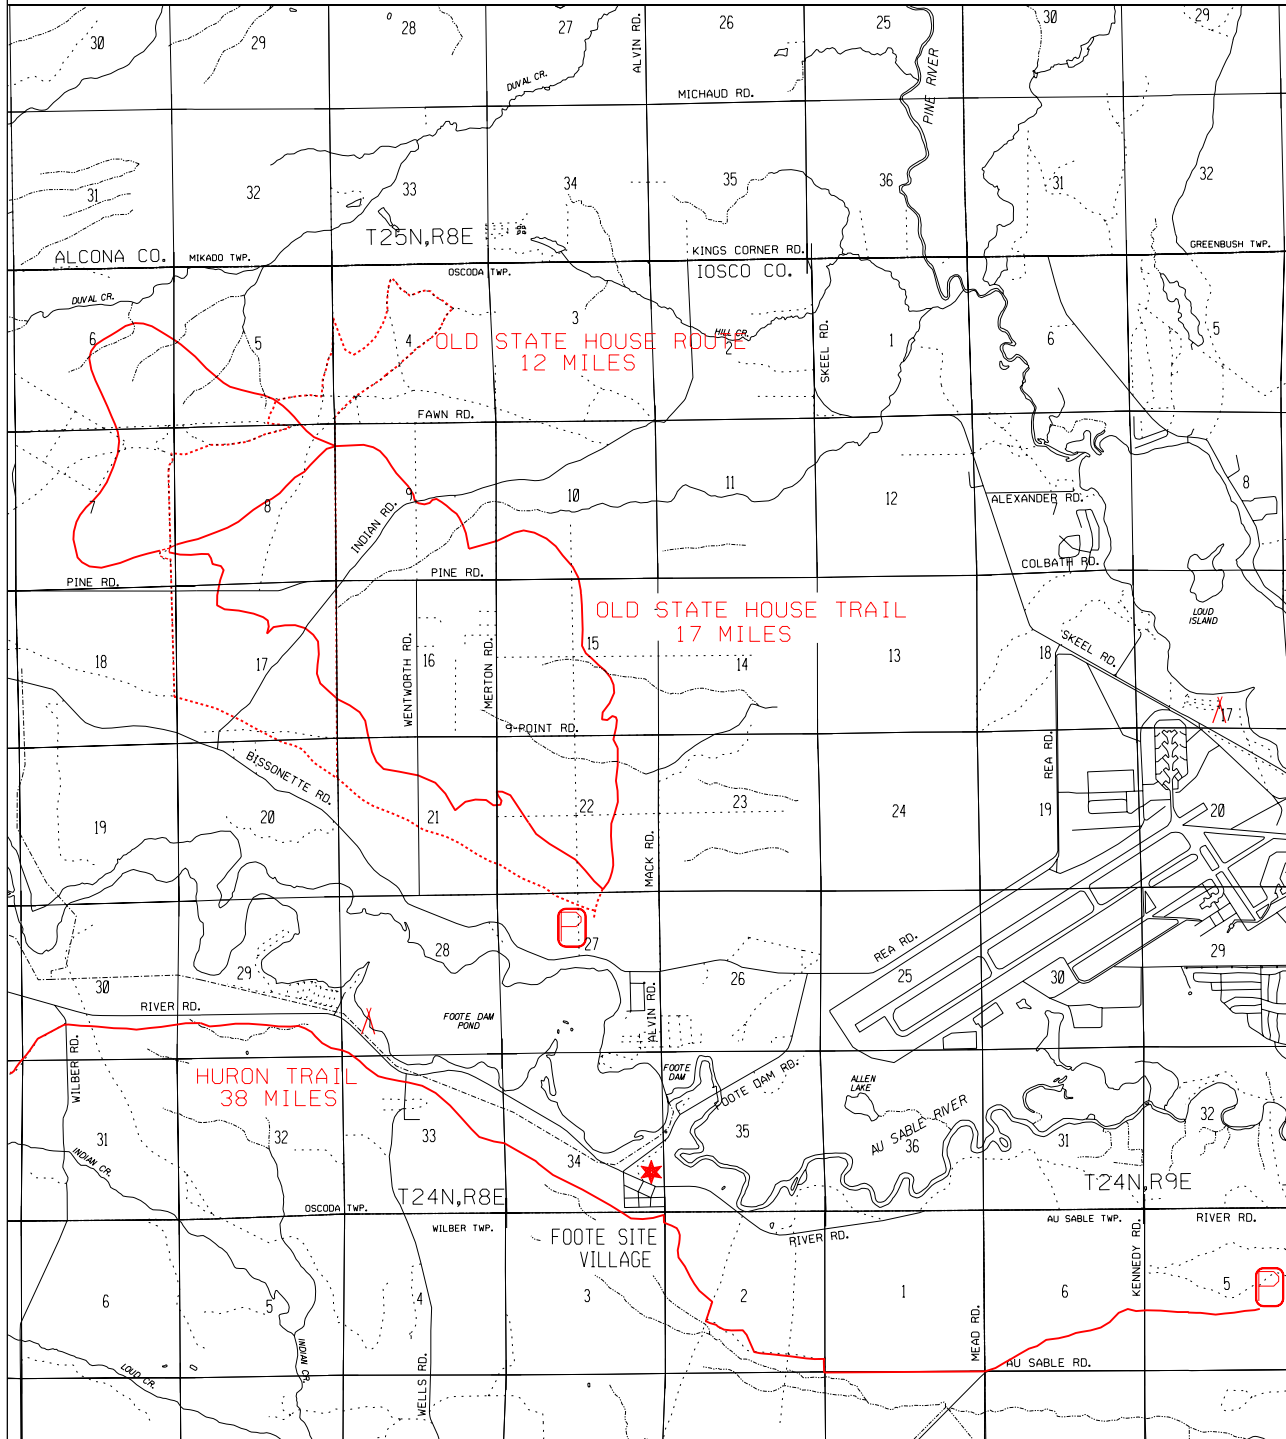 30
29
28
27
ALVIN RD.
26
25
30
29
DUVAL CR.
MICHAUD RD.
PINE RIVER
31
32
33
34
35
36
31
32
T25N,R8E
ALCONA CO.
MIKADO TWP.
OSCODA TWP.
KINGS CORNER RD.
IOSCO CO.
GREENBUSH TWP.
DUVAL CR.
6
5
4
3
HILL CR.
2
SKEEL RD.
1
6
5
OLD STATE HOUSE ROUTE
12 MILES
FAWN RD.
7
8
9
INDIAN RD.
10
11
12
ALEXANDER RD.
7
8
PINE RD.
PINE RD.
COLBATH RD.
OLD STATE HOUSE TRAIL
17 MILES
LOUD
ISLAND
18
17
WENTWORTH RD.
16
MERTON RD.
15
14
13
18
SKEEL RD.
17
9-POINT RD.
BISSONETTE RD.
REA RD.
19
20
21
22
23
24
19
20
MACK RD.
30
29
28
27
26
REA RD.
25
30
29
RIVER RD.
FOOTE DAM
POND
ALVIN RD.
WILBER RD.
HURON TRAIL
38 MILES
FOOTE
DAM
FOOTE DAM RD.
ALLEN
LAKE
AU SABLE RIVER
31
INDIAN CR.
32
33
34
35
36
31
32
T24N,R8E
T24N,R9E
OSCODA TWP.
WILBER TWP.
FOOTE SITE
VILLAGE
RIVER RD.
AU SABLE TWP.
KENNEDY RD.
RIVER RD.
6
5
4
3
2
1
6
5
P
P
LOUD CR.
INDIAN CR.
WELLS RD.
MEAD RD.
AU SABLE RD.